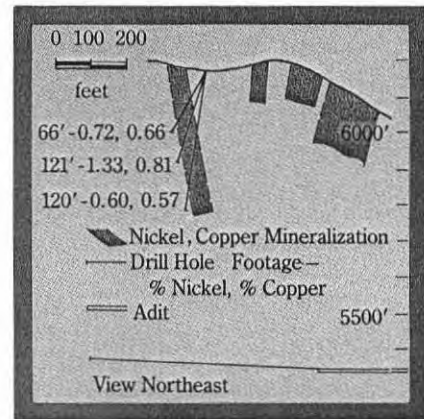 0 100 200
feet
66'-0.72, 0.66
6000'
121'-1.33, 0.81
120'-0.60, 0.57
Nickel, Copper Mineralization
Drill Hole Footage—
% Nickel, % Copper
Adit
5500'
View Northeast